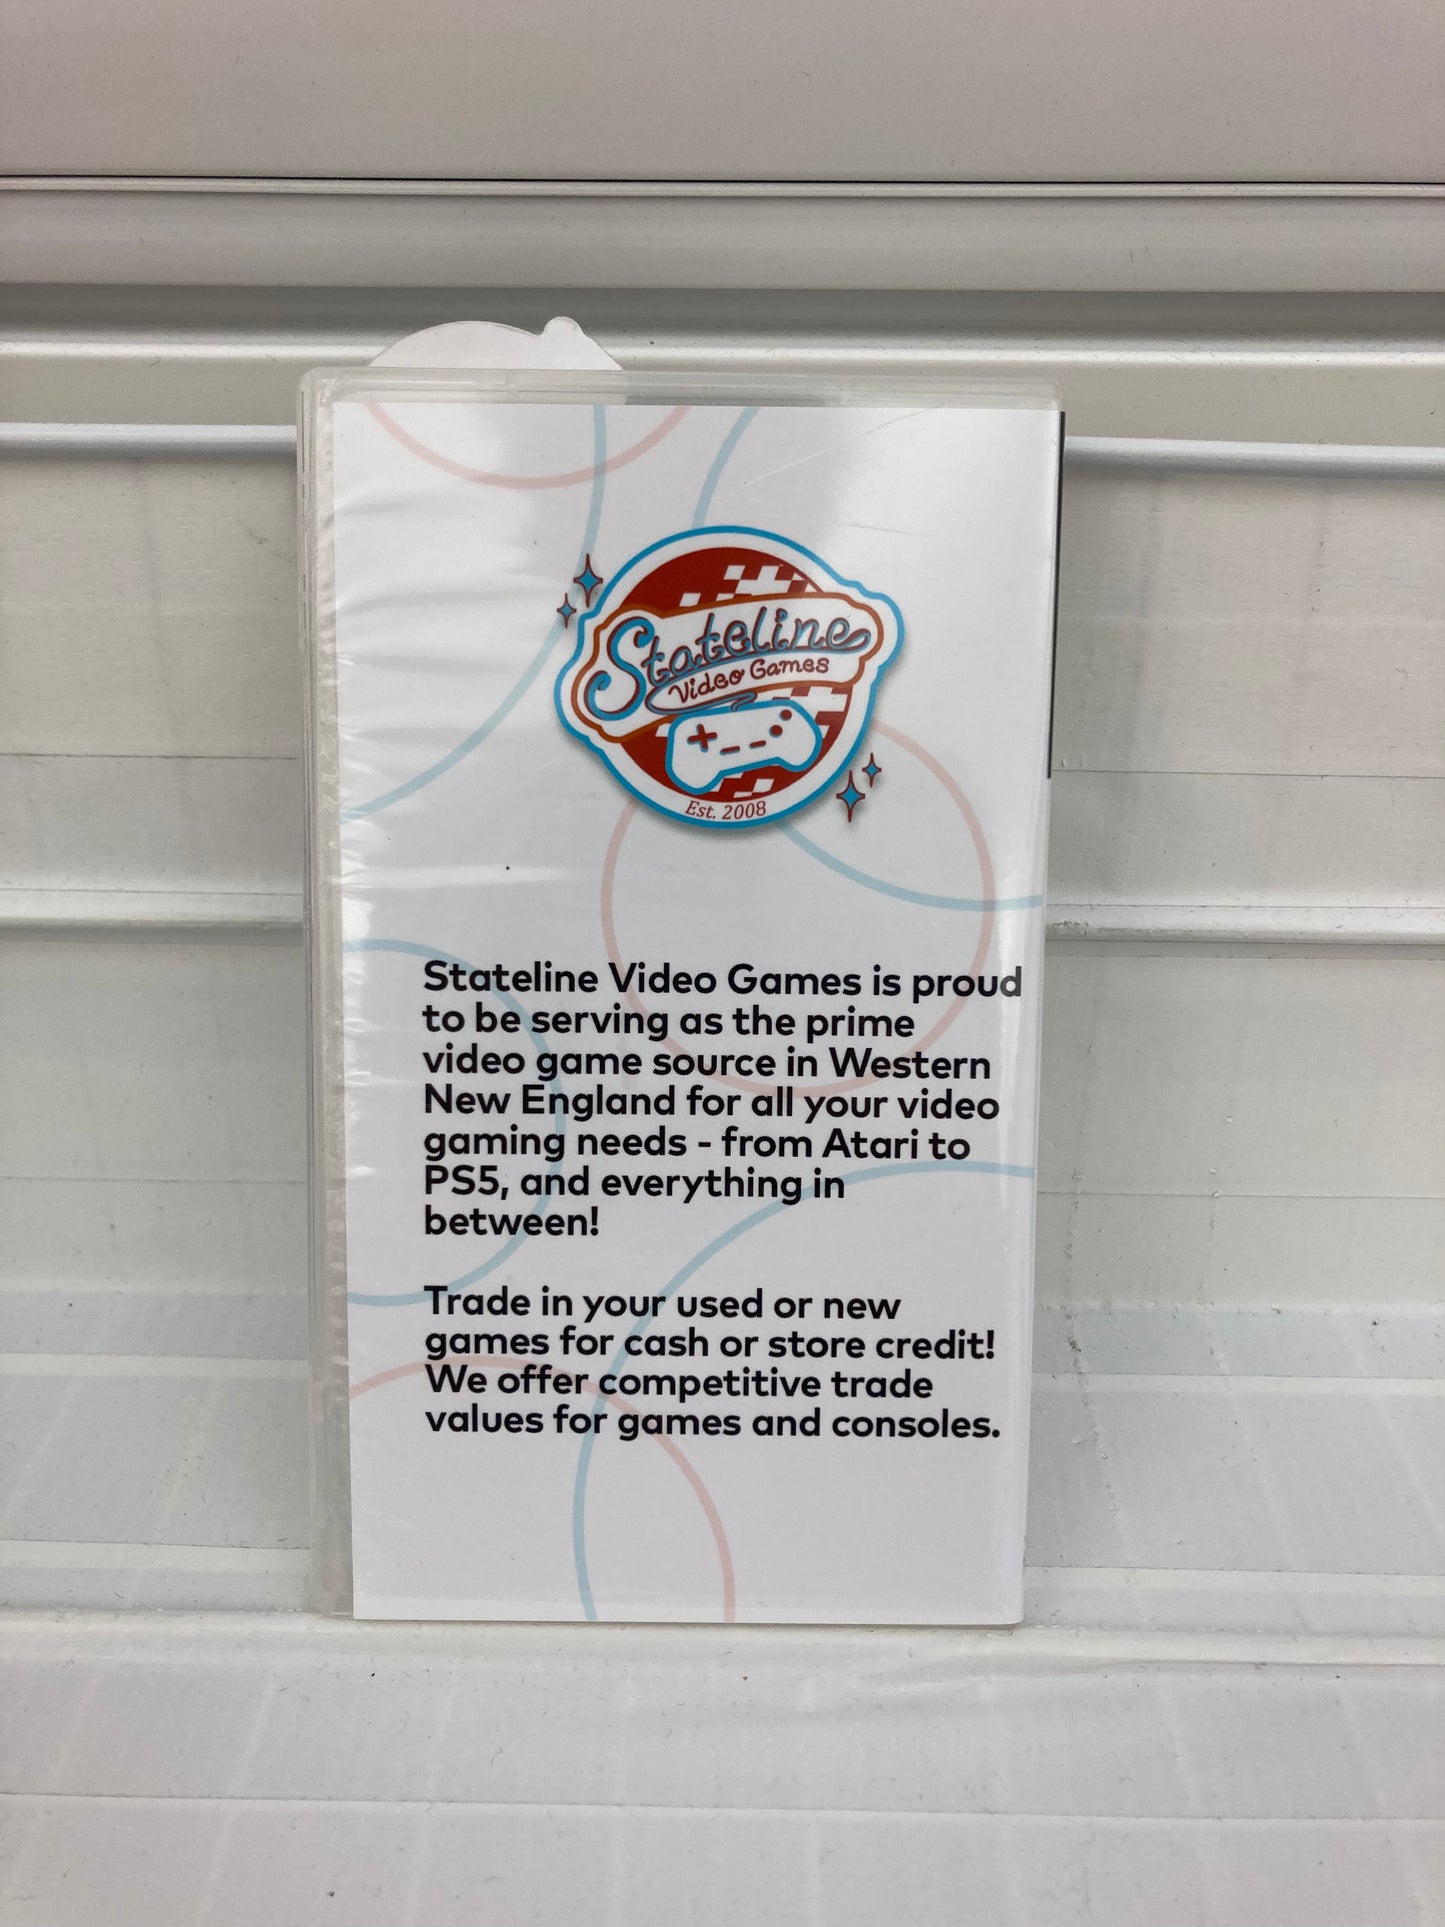 Stateline
Video Games
Est. 2008
Stateline Video Games is proud
to be serving as the prime
video game source in Western
New England for all your video
gaming needs - from Atari to
PS5, and everything in
between!
Trade in your used or new
games for cash or store credit!
We offer competitive trade
values for games and consoles.